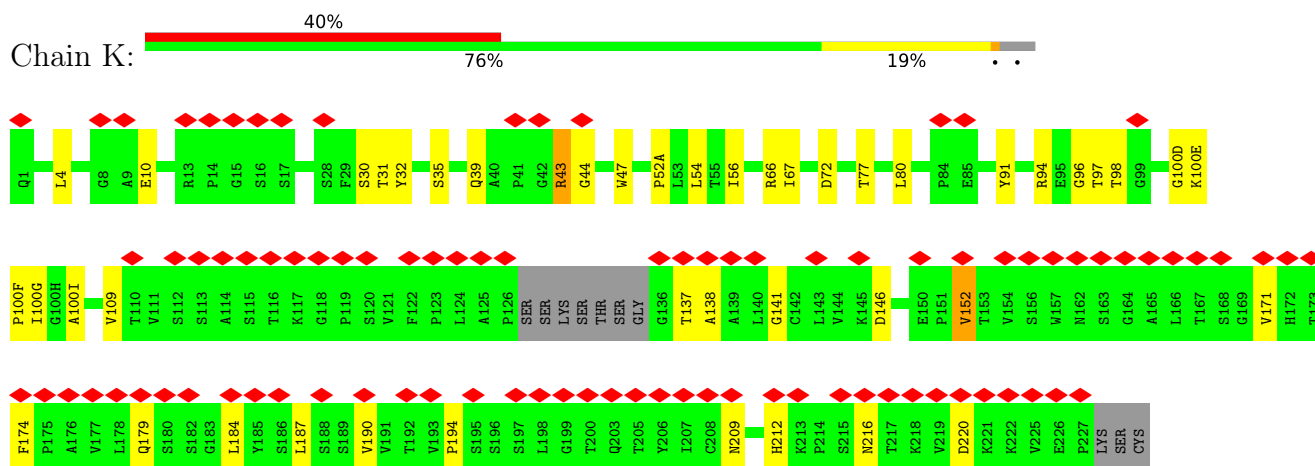 40%
Chain K:
76% 19% • •
Q1 L4 G8 A9 E10 R13 P14 G15 S16 S17 S28 F29 S30 T31 Y32 S35 Q39 A40 P41 G42 R43 G44 W47 P52A L53 L54 T55 I56 R66 I67 D72 T77 L80 P84 E85 Y91 R94 E95 G96 T97 T98 G99 G100D K100E
P100F I100G G100H A100I V109 T110 V111 S112 S113 A114 S115 T116 K117 G118 P119 S120 V121 F122 P123 L124 A125 P126 SER SER LYS SER THR SER GLY G136 T137 A138 A139 L140 G141 C142 L143 V144 K145 D146 E150 P151 V152 T153 V154 S156 W157 N162 S163 G164 A165 L166 T167 S168 G169 V171 H172 T173
F174 P175 A176 V177 L178 Q179 S180 S182 G183 L184 Y185 S186 L187 S188 S189 V190 V191 T192 V193 P194 S195 S196 S197 L198 G199 T200 Q203 T205 Y206 I207 C208 N209 H212 K213 P214 S215 N216 T217 K218 V219 D220 K221 K222 V225 E226 P227 LYS SER CYS